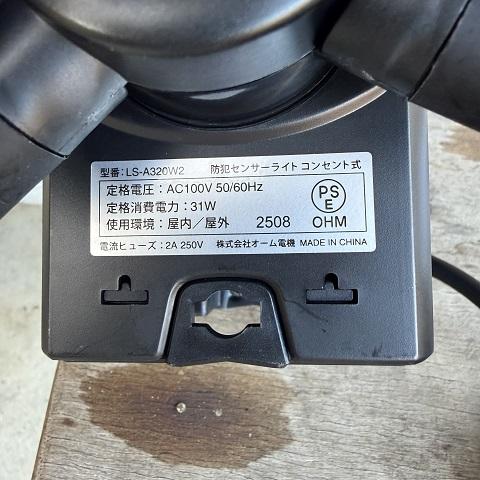 型番:LS-A320W2 防犯センサーライト コンセント式
定格電圧：AC100V 50/60Hz
定格消費電力：31W
使用環境：屋内／屋外 2508
PSE
OHM
電流ヒューズ：2A 250V 株式会社オーム電機 MADE IN CHINA